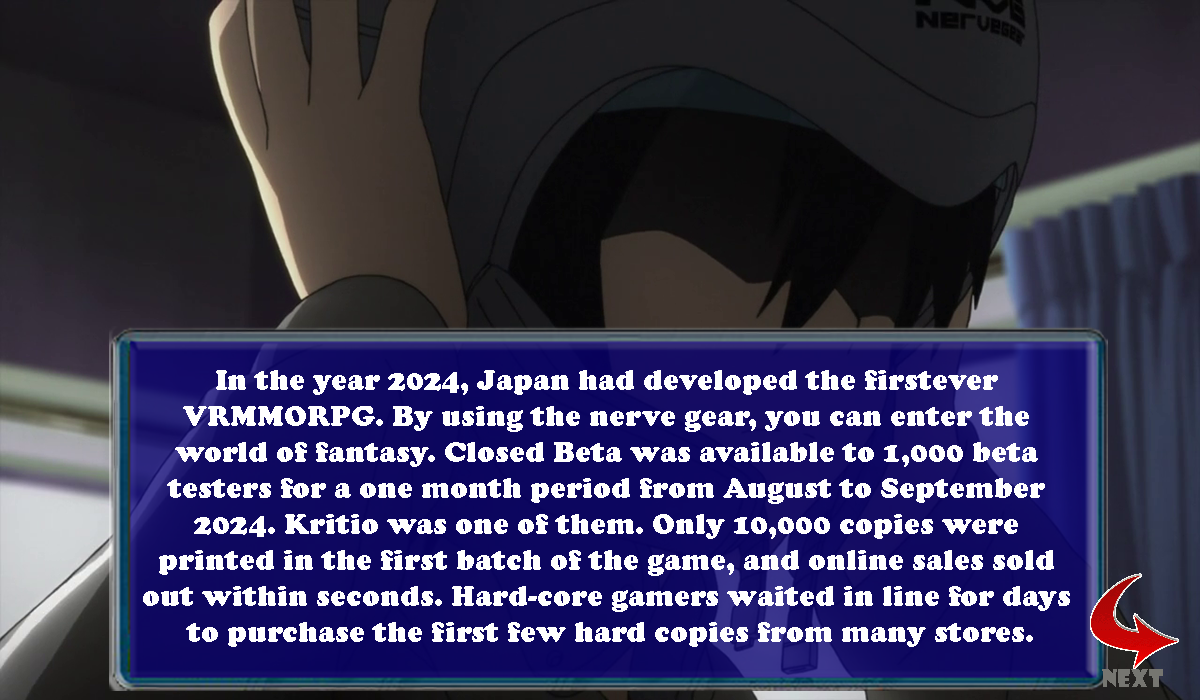 NerveGear
In the year 2024, Japan had developed the firstever
VRMMORPG. By using the nerve gear, you can enter the
world of fantasy. Closed Beta was available to 1,000 beta
testers for a one month period from August to September
2024. Kritio was one of them. Only 10,000 copies were
printed in the first batch of the game, and online sales sold
out within seconds. Hard-core gamers waited in line for days
to purchase the first few hard copies from many stores.
NEXT